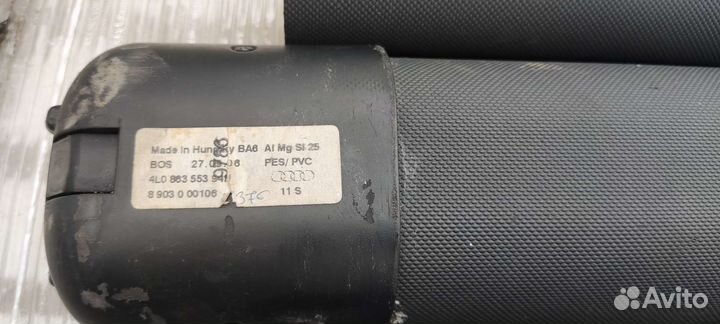 Made in Hungary BA6 Al Mg Si 25
BOS 27.09.06 PES/ PVC
4L0 863 553
8 903 0 00106 11 S
376
Avito